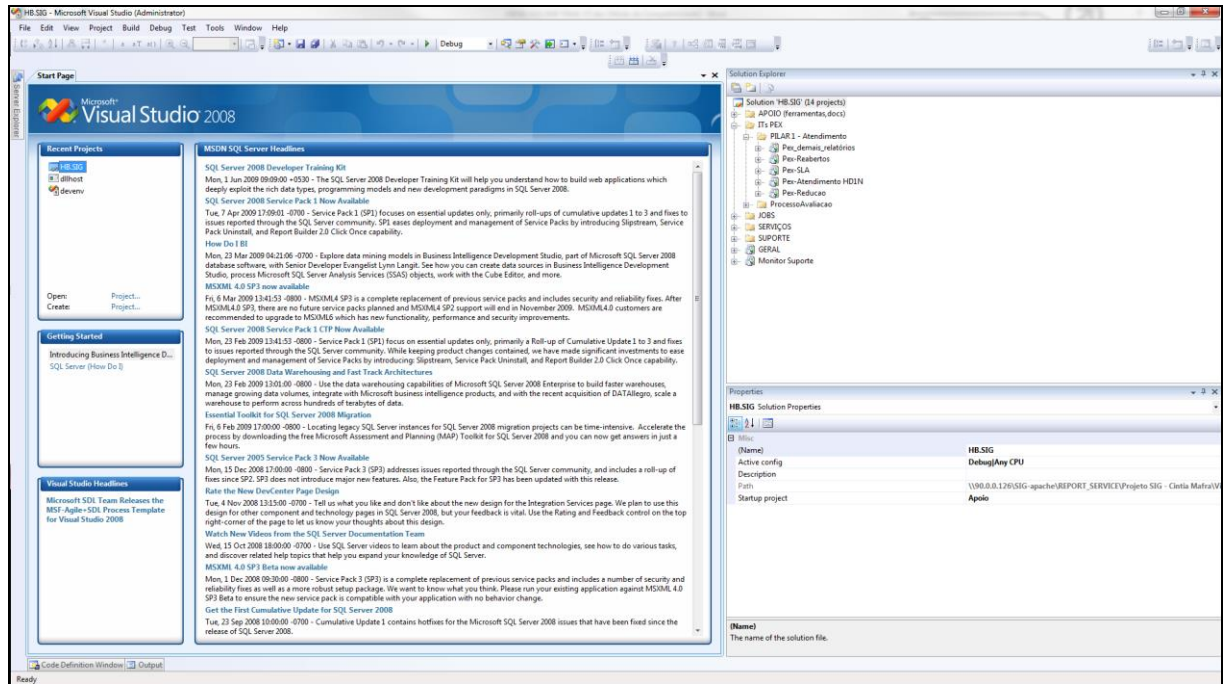 HB.SIG - Microsoft Visual Studio (Administrator)
File Edit View Project Build Debug Test Tools Window Help
Debug
Server Explorer
Start Page
Microsoft
Visual Studio 2008
Recent Projects
HB.SIG
dllhost
devenv
Open: Project...
Create: Project...
Getting Started
Introducing Business Intelligence D...
SQL Server (How Do I)
Visual Studio Headlines
Microsoft SDL Team Releases the
MSF-Agile+SDL Process Template
for Visual Studio 2008
MSDN SQL Server Headlines
SQL Server 2008 Developer Training Kit
Mon, 1 Jun 2009 09:09:00 +0530 - The SQL Server 2008 Developer Training Kit will help you understand how to build web applications which
deeply exploit the rich data types, programming models and new development paradigms in SQL Server 2008.
SQL Server 2008 Service Pack 1 Now Available
Tue, 7 Apr 2009 17:09:01 -0700 - Service Pack 1 (SP1) focuses on essential updates only, primarily roll-ups of cumulative updates 1 to 3 and fixes to
issues reported through the SQL Server community. SP1 eases deployment and management of Service Packs by introducing Slipstream, Service
Pack Uninstall, and Report Builder 2.0 Click Once capability.
How Do I BI
Mon, 23 Mar 2009 04:21:06 -0700 - Explore data mining models in Business Intelligence Development Studio, part of Microsoft SQL Server 2008
database software, with Senior Developer Evangelist Lynn Langit. See how you can create data sources in Business Intelligence Development
Studio, process Microsoft SQL Server Analysis Services (SSAS) objects, work with the Cube Editor, and more.
MSXML 4.0 SP3 now available
Fri, 6 Mar 2009 13:41:53 -0800 - MSXML4 SP3 is a complete replacement of previous service packs and includes security and reliability fixes. After
MSXML4.0 SP3, there are no future service packs planned and MSXML4 SP2 support will end in November 2009. MSXML4.0 customers are
recommended to upgrade to MSXML6 which has new functionality, performance and security improvements.
SQL Server 2008 Service Pack 1 CTP Now Available
Mon, 23 Feb 2009 13:41:53 -0800 - Service Pack 1 (SP1) focus on essential updates only, primarily a Roll-up of Cumulative Update 1 to 3 and fixes
to issues reported through the SQL Server community. While keeping product changes contained, we have made significant investments to ease
deployment and management of Service Packs by introducing: Slipstream, Service Pack Uninstall, and Report Builder 2.0 Click Once capability.
SQL Server 2008 Data Warehousing and Fast Track Architectures
Mon, 23 Feb 2009 13:01:00 -0800 - Use the data warehousing capabilities of Microsoft SQL Server 2008 Enterprise to build faster warehouses,
manage growing data volumes, integrate with Microsoft business intelligence products, and with the recent acquisition of DATAllegro, scale a
warehouse to perform across hundreds of terabytes of data.
Essential Toolkit for SQL Server 2008 Migration
Fri, 6 Feb 2009 17:00:00 -0800 - Locating legacy SQL Server instances for SQL Server 2008 migration projects can be time-intensive. Accelerate the
process by downloading the free Microsoft Assessment and Planning (MAP) Toolkit for SQL Server 2008 and you can now get answers in just a
few hours.
SQL Server 2005 Service Pack 3 Now Available
Mon, 15 Dec 2008 17:00:00 -0800 - Service Pack 3 (SP3) addresses issues reported through the SQL Server community, and includes a roll-up of
fixes since SP2. SP3 does not introduce major new features. Also, the Feature Pack for SP3 has been updated with this release.
Rate the New DevCenter Page Design
Tue, 4 Nov 2008 13:15:00 -0700 - Tell us what you like and don't like about the new design for the Integration Services page. We plan to use this
design for other component and technology pages in SQL Server 2008, but your feedback is vital. Use the Rating and Feedback control on the top
right-corner of the page to let us know your thoughts about this design.
Watch New Videos from the SQL Server Documentation Team
Wed, 15 Oct 2008 18:00:00 -0700 - Use SQL Server videos to learn about the product and component technologies, see how to do various tasks,
and discover related help topics that help you expand your knowledge of SQL Server.
MSXML 4.0 SP3 Beta now available
Mon, 1 Dec 2008 09:30:00 -0800 - Service Pack 3 (SP3) is a complete replacement of previous service packs and includes a number of security and
reliability fixes as well as a more robust setup package. We want to know what you think. Please run your existing application against MSXML 4.0
SP3 Beta to ensure the new service pack is compatible with your application with no behavior change.
Get the First Cumulative Update for SQL Server 2008
Tue, 23 Sep 2008 10:00:00 -0700 - Cumulative Update 1 contains hotfixes for the Microsoft SQL Server 2008 issues that have been fixed since the
release of SQL Server 2008.
Solution Explorer
Solution 'HB.SIG' (14 projects)
APOIO (ferramentas,docs)
ITs PEX
PILAR 1 - Atendimento
Pex_demais_relatórios
Pex-Reabertos
Pex-SLA
Pex-Atendimento HD1N
Pex-Reducao
ProcessoAvaliacao
JOBS
SERVIÇOS
SUPORTE
GERAL
Monitor Suporte
Properties
HB.SIG Solution Properties
Misc
(Name) HB.SIG
Active config Debug|Any CPU
Description
Path \\90.0.0.126\SIG-apache\REPORT_SERVICE\Projeto SIG - Cintia Mafra\Vi
Startup project Apoio
(Name)
The name of the solution file.
Code Definition Window Output
Ready